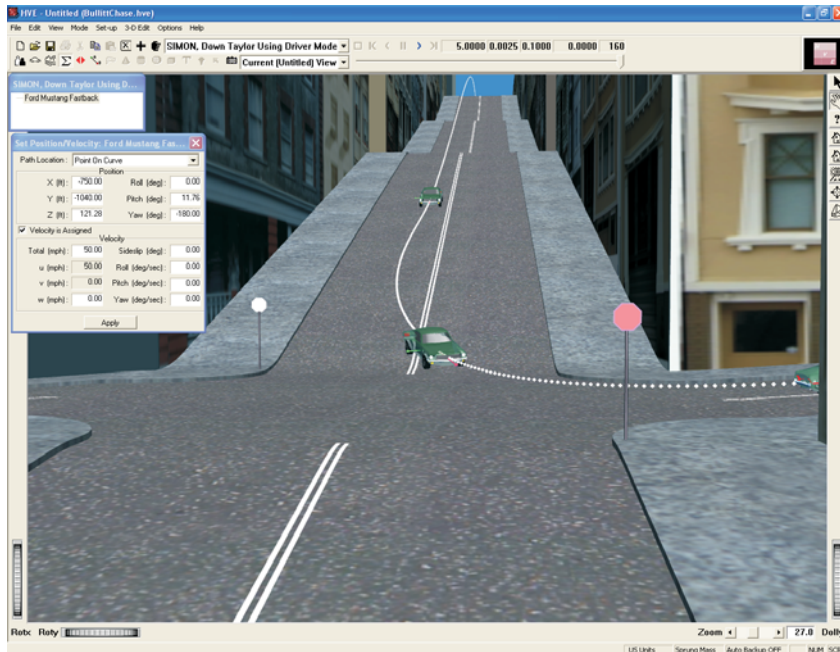 HVE - Untitled (BullittChase.hve)
File Edit View Mode Set-up 3-D Edit Options Help
SIMON, Down Taylor Using Driver Mode 5.0000 0.0025 0.1000 0.0000 160
Current (Untitled) View
SIMON, Down Taylor Using D...
Ford Mustang Fastback
Set Position/Velocity: Ford Mustang Fas...
Path Location : Point On Curve
Position
X (ft) : -750.00 Roll (deg) : 0.00
Y (ft) : -1040.00 Pitch (deg) : 11.76
Z (ft) : 121.28 Yaw (deg) : -180.00
Velocity is Assigned
Velocity
Total (mph) : 50.00 Sideslip (deg) : 0.00
u (mph) : 50.00 Roll (deg/sec) : 0.00
v (mph) : 0.00 Pitch (deg/sec) : 0.00
w (mph) : 0.00 Yaw (deg/sec) : 0.00
Apply
Rotx Roty Zoom 27.0 Dolly
US Units Sprung Mass Auto Backup OFF NUM SCR